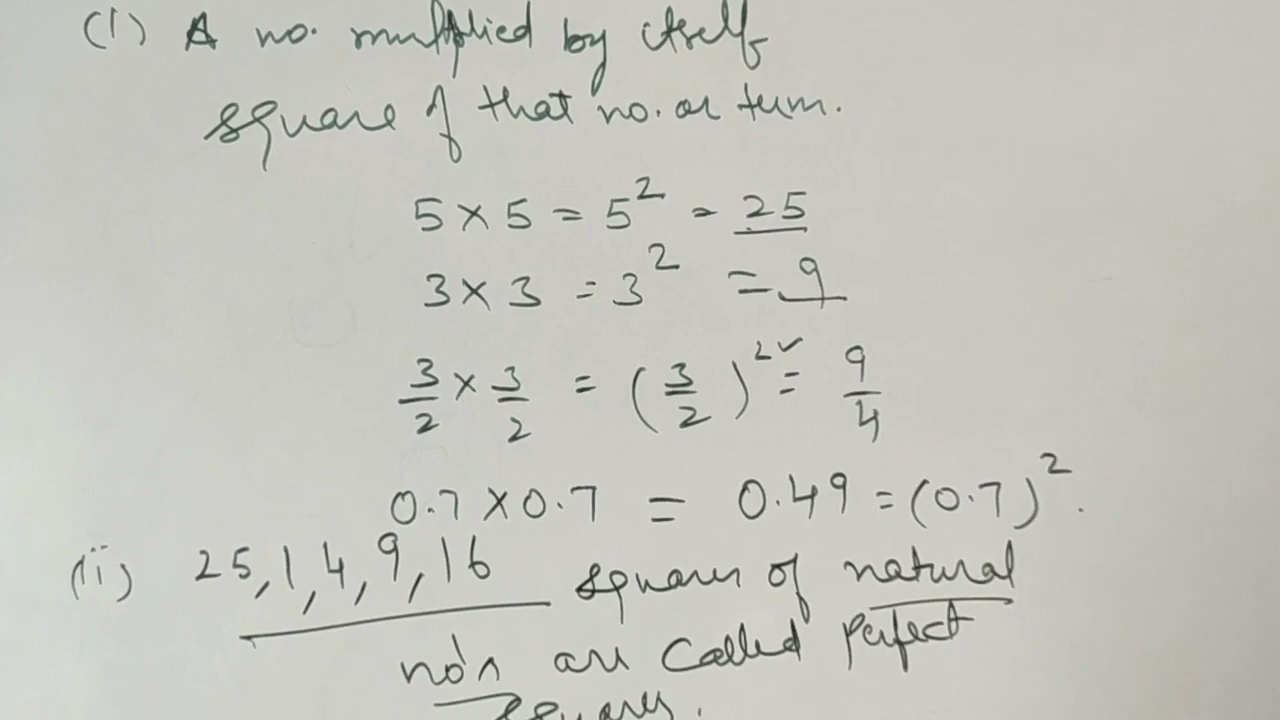 (i) A no. multiplied by itself
square of that no. or term.
5 × 5 = 5² = 25
3 × 3 = 3² = 9
3/2 × 3/2 = (3/2)² = 9/4
0.7 × 0.7 = 0.49 = (0.7)².
(ii) 25, 1, 4, 9, 16 squares of natural
no's are called perfect
squares.